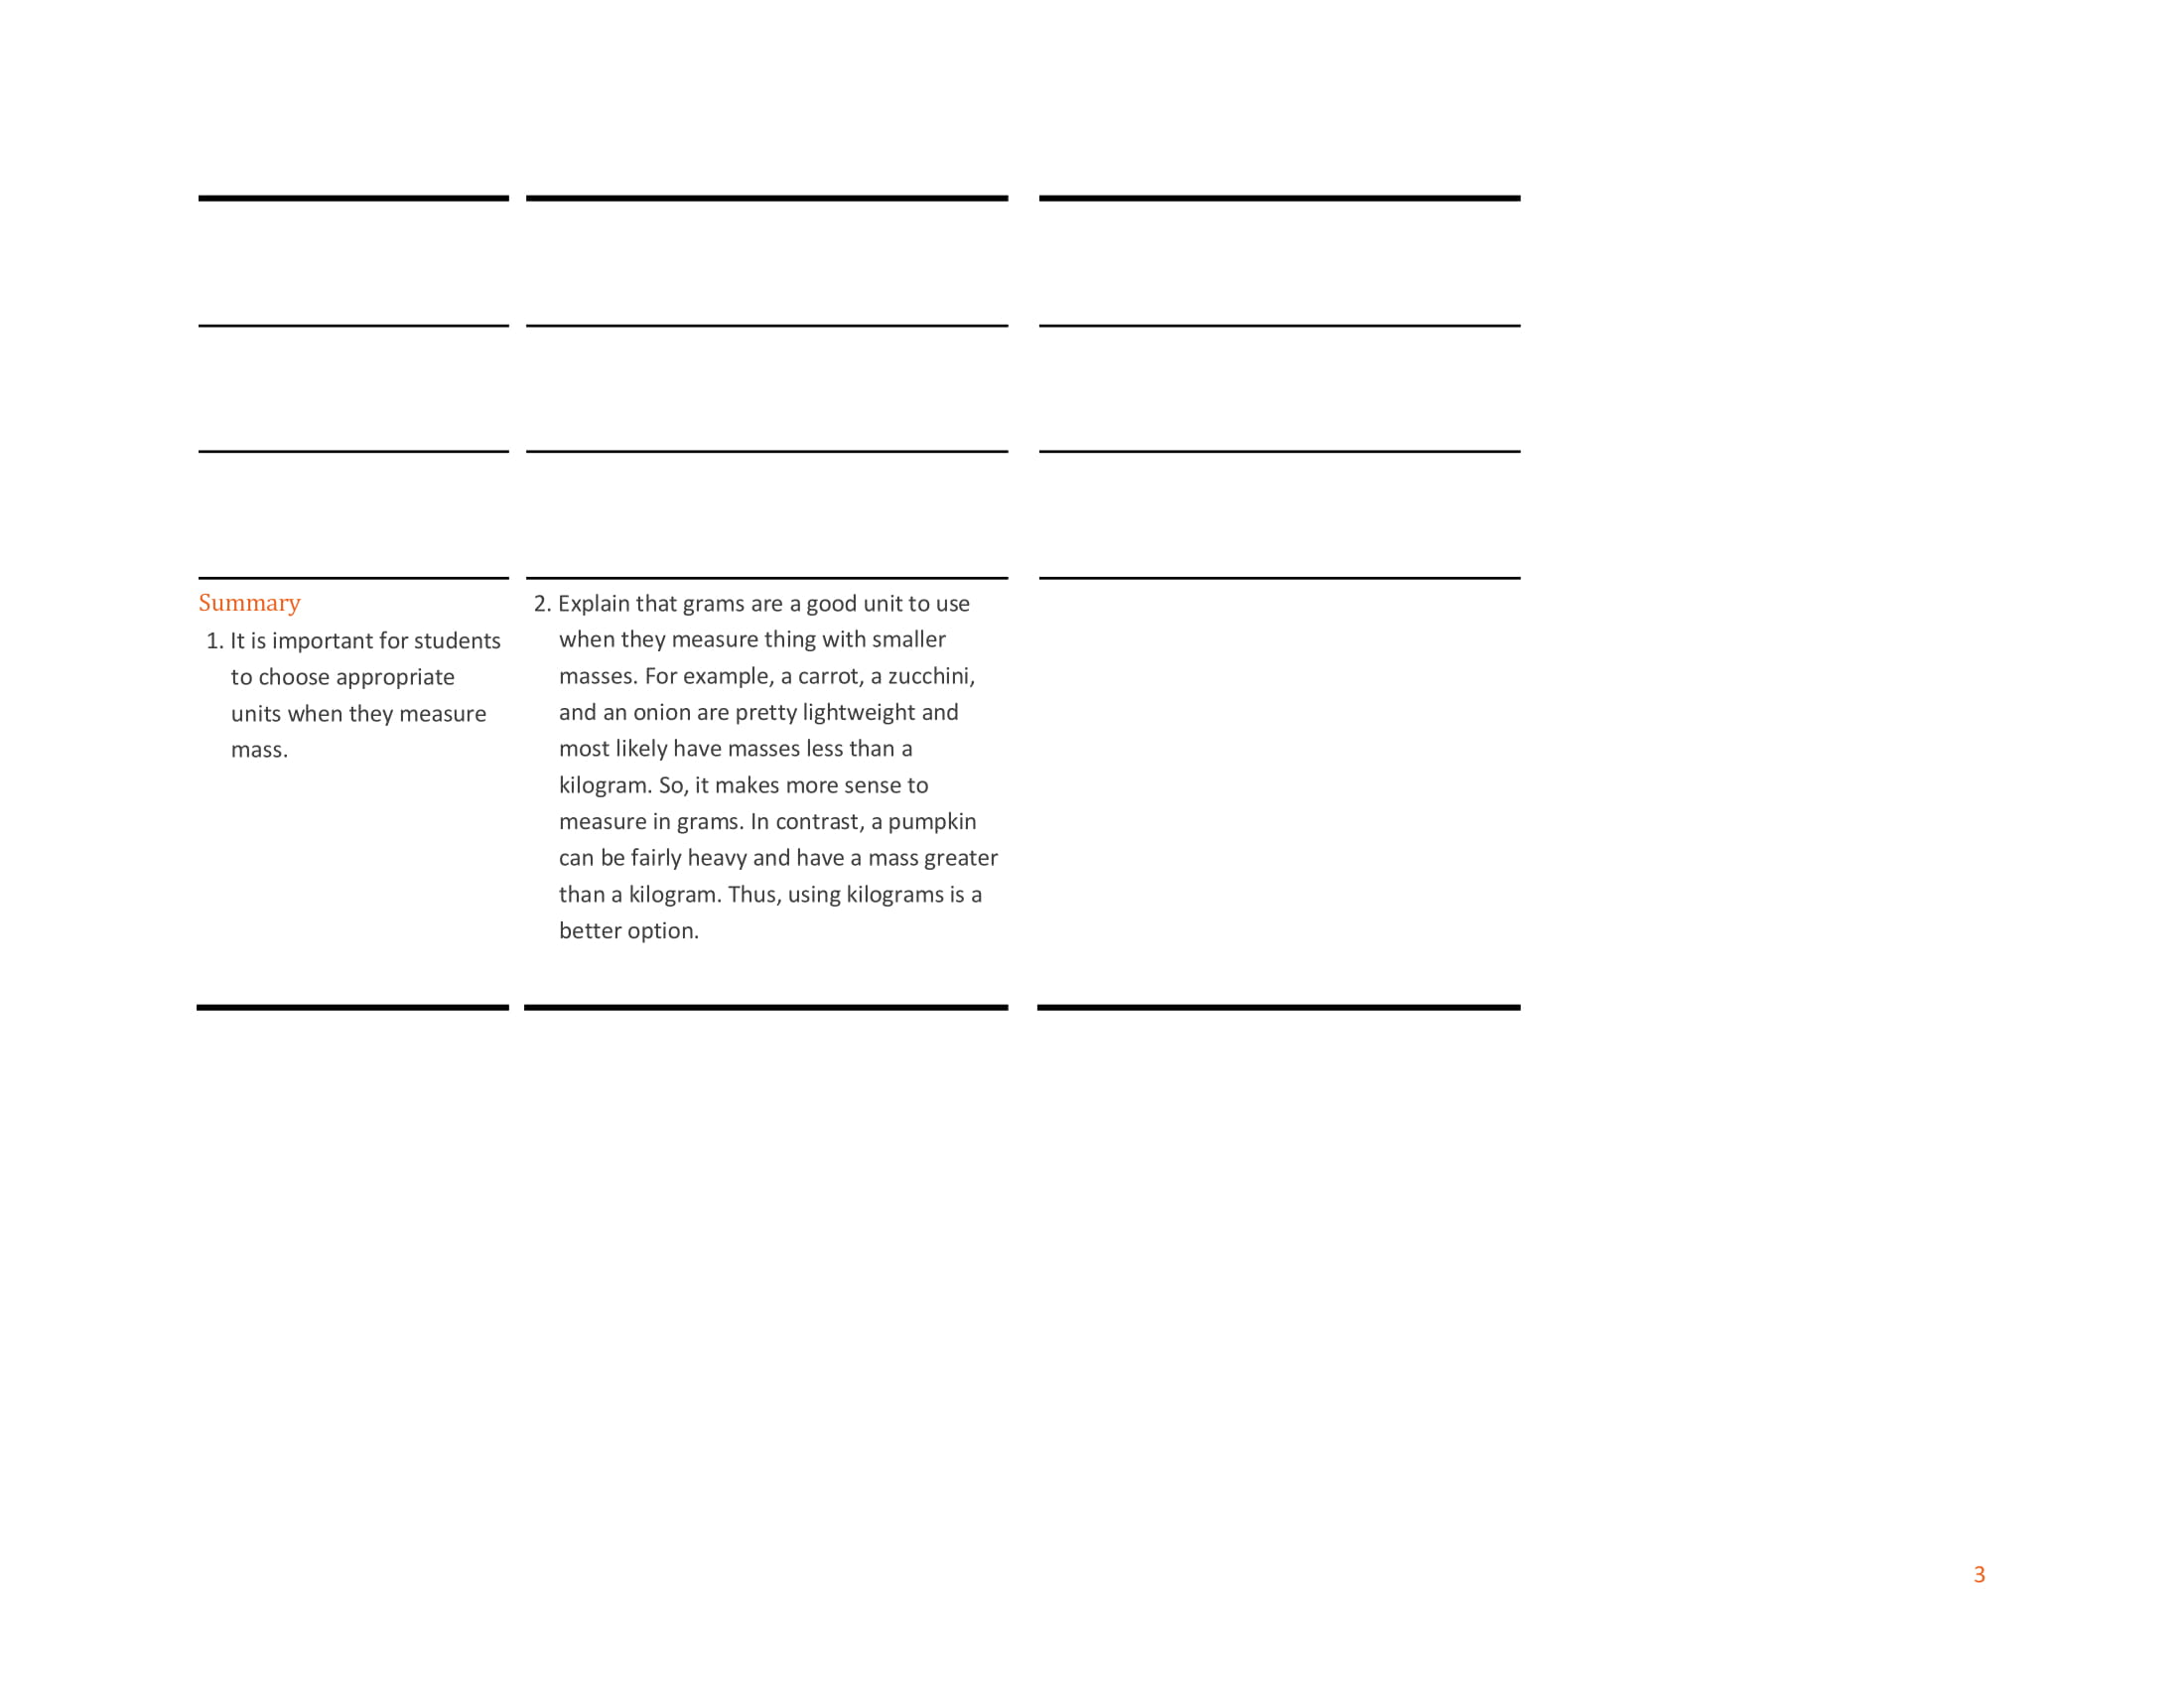 Summary
1. It is important for students
to choose appropriate
units when they measure
mass.
2. Explain that grams are a good unit to use
when they measure thing with smaller
masses. For example, a carrot, a zucchini,
and an onion are pretty lightweight and
most likely have masses less than a
kilogram. So, it makes more sense to
measure in grams. In contrast, a pumpkin
can be fairly heavy and have a mass greater
than a kilogram. Thus, using kilograms is a
better option.
3